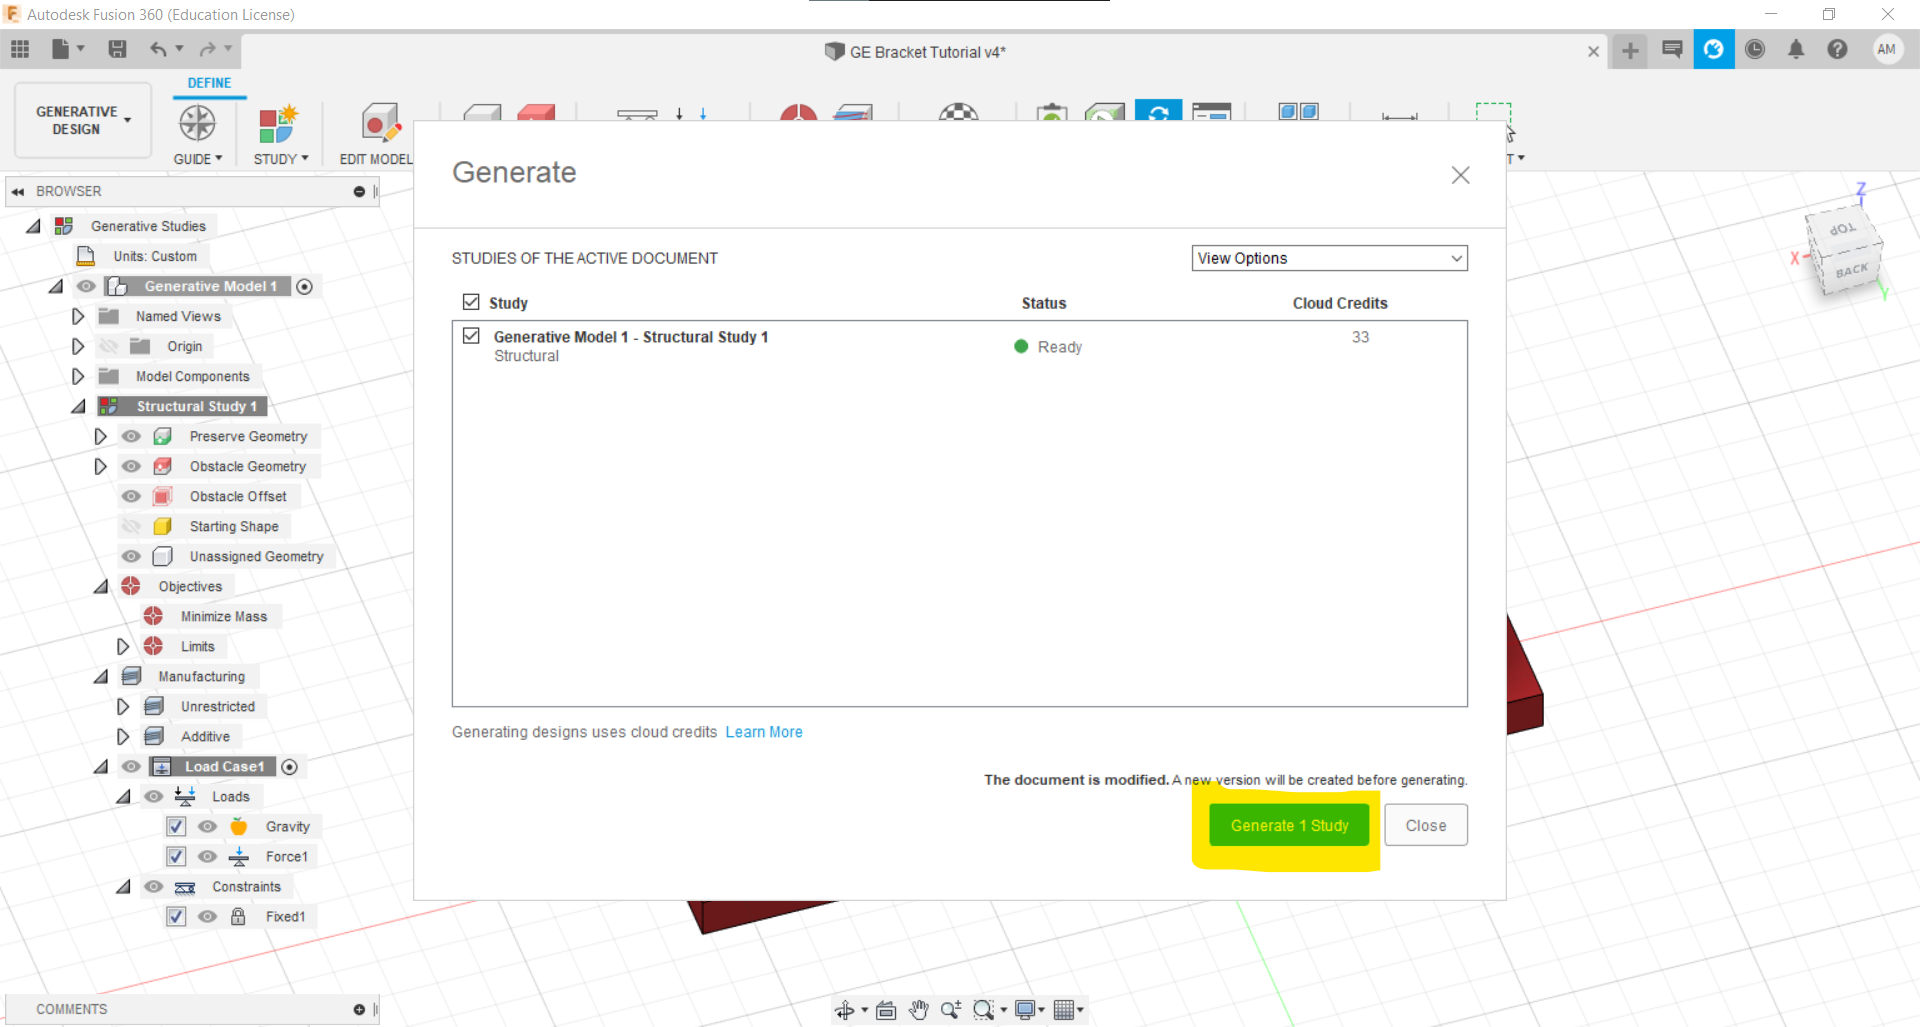 Autodesk Fusion 360 (Education License)
GE Bracket Tutorial v4*
AM
DEFINE
GENERATIVE
DESIGN
GUIDE
STUDY
EDIT MODEL
T
BROWSER
Generative Studies
Units: Custom
Generative Model 1
Named Views
Origin
Model Components
Structural Study 1
Preserve Geometry
Obstacle Geometry
Obstacle Offset
Starting Shape
Unassigned Geometry
Objectives
Minimize Mass
Limits
Manufacturing
Unrestricted
Additive
Load Case1
Loads
Gravity
Force1
Constraints
Fixed1
COMMENTS
Generate
STUDIES OF THE ACTIVE DOCUMENT
View Options
Study Status Cloud Credits
Generative Model 1 - Structural Study 1
Structural
Ready
33
Generating designs uses cloud credits Learn More
The document is modified. A new version will be created before generating.
Generate 1 Study
Close
Z
TOP
X
BACK
Y